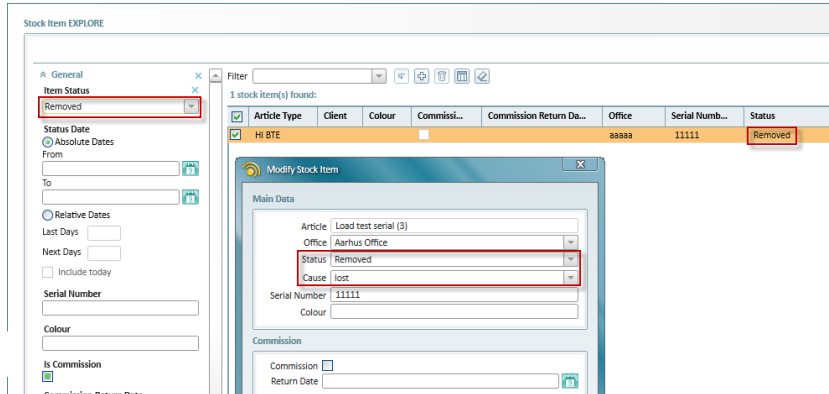 Stock Item EXPLORE
General
Item Status
Removed
Status Date
Absolute Dates
From
To
Relative Dates
Last Days
Next Days
Include today
Serial Number
Colour
Is Commission
Commission Return Date
Filter
1 stock item(s) found:
Article Type Client Colour Commissi... Commission Return Da... Office Serial Numb... Status
HI BTE aaaaa 11111 Removed
Modify Stock Item
Main Data
Article Load test serial (3)
Office Aarhus Office
Status Removed
Cause lost
Serial Number 11111
Colour
Commission
Commission
Return Date